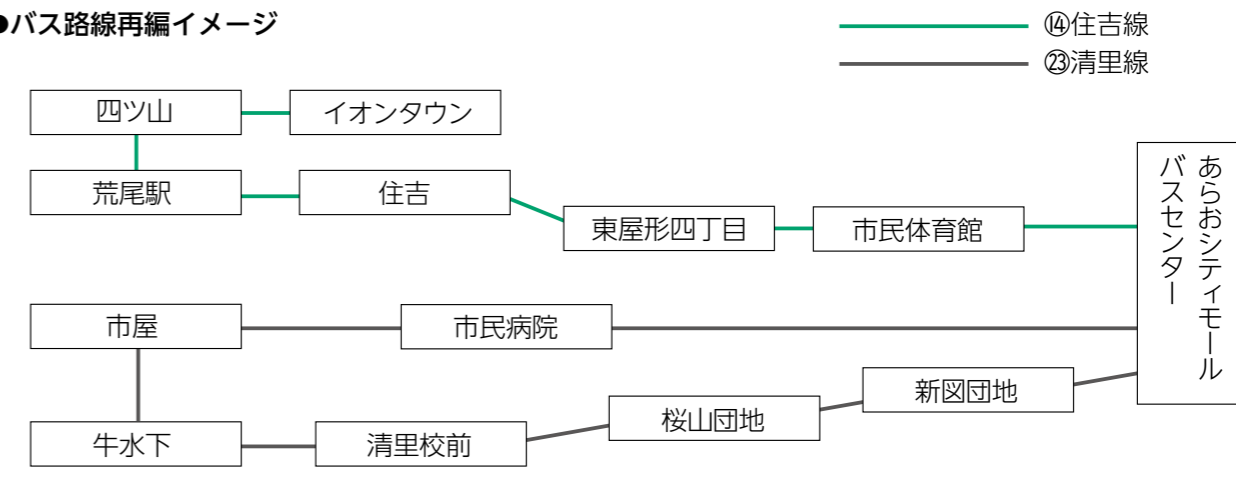 ●バス路線再編イメージ
⑭住吉線
㉓清里線
四ツ山
イオンタウン
荒尾駅
住吉
東屋形四丁目
市民体育館
あらおシティモール
バスセンター
市屋
市民病院
新図団地
桜山団地
牛水下
清里校前